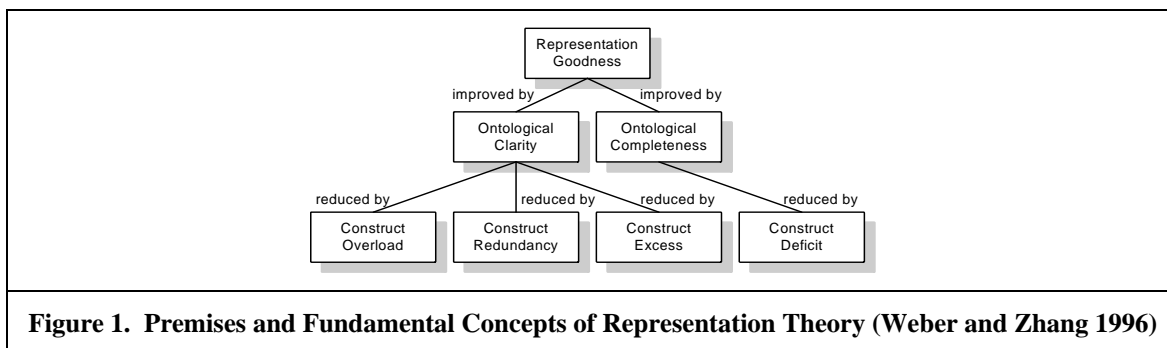 Representation
Goodness
improved by
improved by
Ontological
Clarity
Ontological
Completeness
reduced by
reduced by
reduced by
reduced by
Construct
Overload
Construct
Redundancy
Construct
Excess
Construct
Deficit
Figure 1. Premises and Fundamental Concepts of Representation Theory (Weber and Zhang 1996)